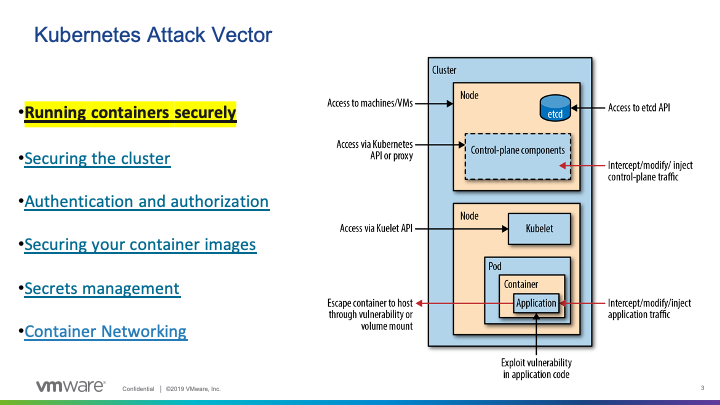 Kubernetes Attack Vector
•Running containers securely
•Securing the cluster
•Authentication and authorization
•Securing your container images
•Secrets management
•Container Networking
Cluster
Node
etcd
Control-plane components
Access to machines/VMs
Access via Kubernetes
API or proxy
Access to etcd API
Intercept/modify/ inject
control-plane traffic
Node
Kubelet
Access via Kuelet API
Pod
Container
Application
Escape container to host
through vulnerability or
volume mount
Intercept/modify/inject
application traffic
Exploit vulnerability
in application code
vmware®
Confidential │ ©2019 VMware, Inc.
3